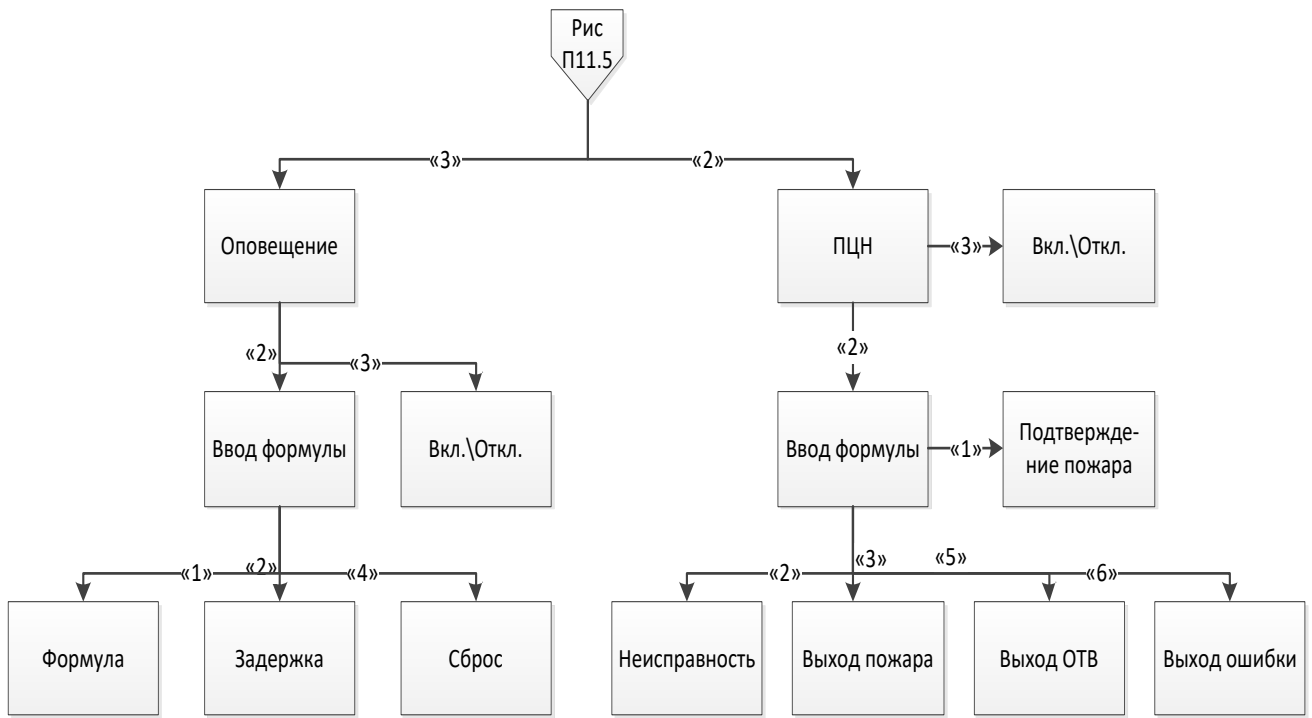 Рис
П11.5
«3»
«2»
Оповещение
ПЦН
«3»
Вкл.\Откл.
«2»
«3»
«2»
Ввод формулы
Вкл.\Откл.
Ввод формулы
«1»
Подтвержде-
ние пожара
«1»
«2»
«4»
«2»
«3»
«5»
«6»
Формула
Задержка
Сброс
Неисправность
Выход пожара
Выход ОТВ
Выход ошибки